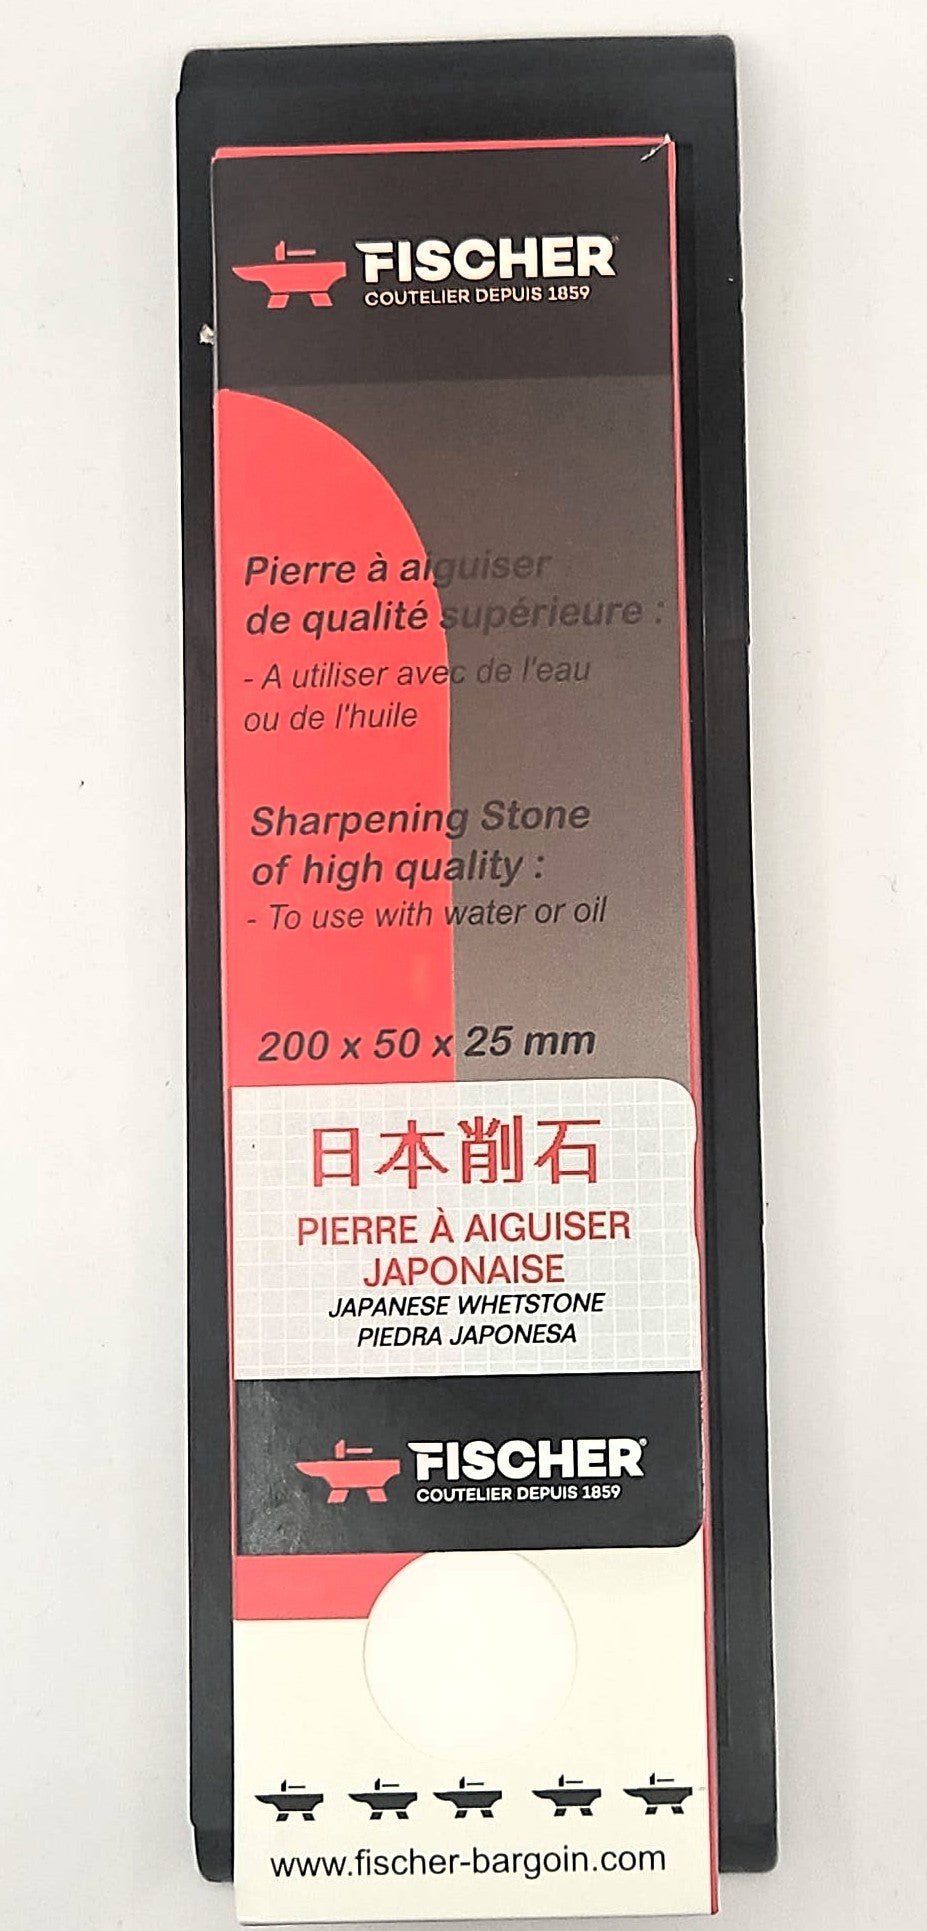 FISCHER
COUTELIER DEPUIS 1859
Pierre à aiguiser
de qualité supérieure :
- A utiliser avec de l'eau
ou de l'huile
Sharpening Stone
of high quality :
- To use with water or oil
200 x 50 x 25 mm
日本削石
PIERRE À AIGUISER
JAPONAISE
JAPANESE WHETSTONE
PIEDRA JAPONESA
FISCHER
COUTELIER DEPUIS 1859
www.fischer-bargoin.com